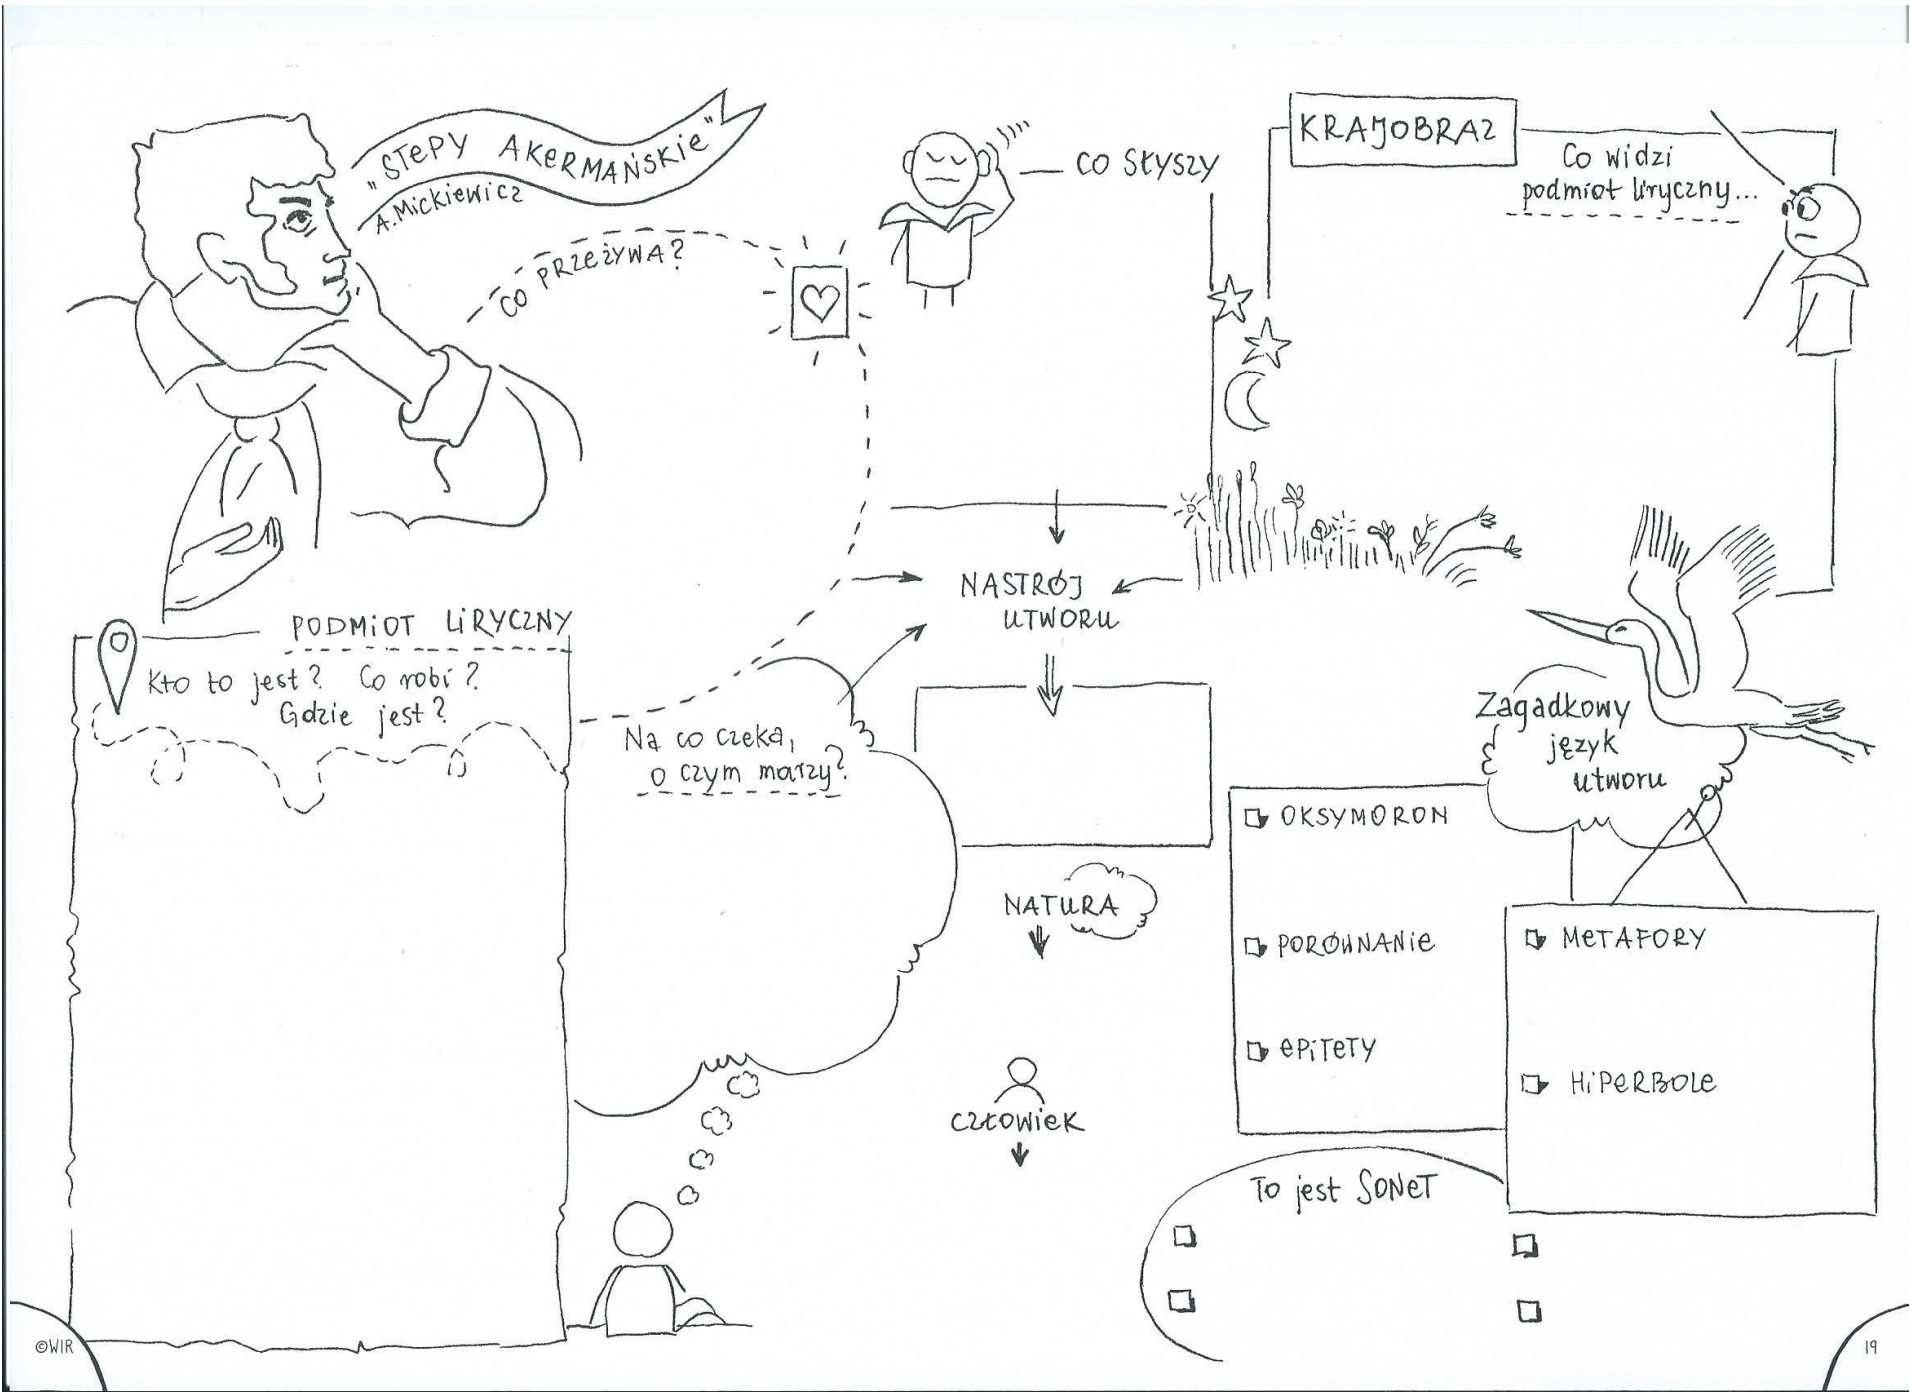 "STEPY AKERMAŃSKIE"
A. Mickiewicz
CO PRZEŻYWA?
CO SŁYSZY
KRAJOBRAZ
Co widzi
podmiot liryczny...
NASTRÓJ
UTWORU
PODMIOT LIRYCZNY
Kto to jest? Co robi?
Gdzie jest?
Na co czeka,
o czym marzy?
Zagadkowy
język
utworu
OKSYMORON
PORÓWNANIE
EPITETY
METAFORY
HIPERBOLE
NATURA
CZŁOWIEK
To jest SONET
©WIR
19